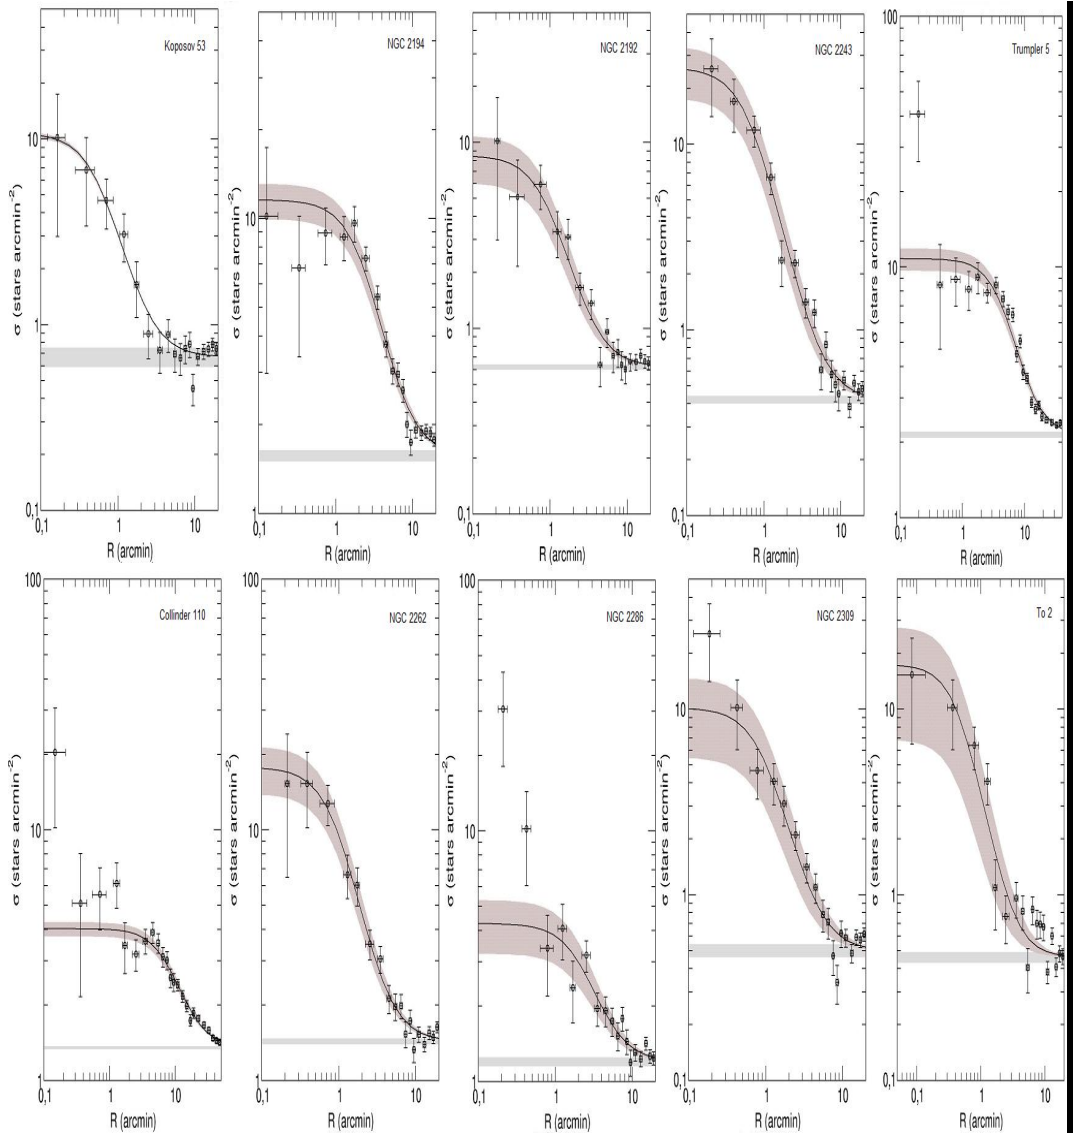 Koposov 53
10
1
0,1
0,1 1 10
σ (stars arcmin⁻²)
R (arcmin)
NGC 2194
10
1
0,1 1 10
σ (stars arcmin⁻²)
R (arcmin)
NGC 2192
10
1
0,1
0,1 1 10
σ (stars arcmin⁻²)
R (arcmin)
NGC 2243
10
1
0,1
0,1 1 10
σ (stars arcmin⁻²)
R (arcmin)
Trumpler 5
100
10
1
0,1 1 10
σ (stars arcmin⁻²)
R (arcmin)
Collinder 110
100
10
1
0,1 1 10
σ (stars arcmin⁻²)
R (arcmin)
NGC 2262
100
10
1
0,1 1 10
σ (stars arcmin⁻²)
R (arcmin)
NGC 2286
100
10
1
0,1 1 10
σ (stars arcmin⁻²)
R (arcmin)
NGC 2309
10
1
0,1
0,1 1 10
σ (stars arcmin⁻²)
R (arcmin)
To 2
10
1
0,1
0,1 1 10
σ (stars arcmin⁻²)
R (arcmin)